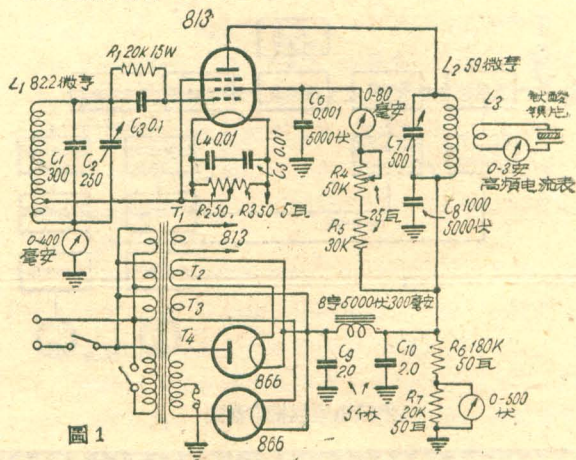 813
R1 20K 15W
L1 82.2微亨
C3 0.1
C1
300
C2
250
C4 0.01
C5 0.01
R2 50, R3 50 5瓦
C6
0.001
5000伏
0-80
毫安
R4
50K
25瓦
R5
30K
L2 59微亨
C7
500
C8 1000
5000伏
L3
鈦酸
鋇片
0-3安
高頻電流表
0-400
毫安
T1
813
T2
T3
T4
866
866
8亨5000伏300毫安
C9
2.0
C10
2.0
R6 180K
50瓦
R7
20K
50瓦
0-500
伏
圖1